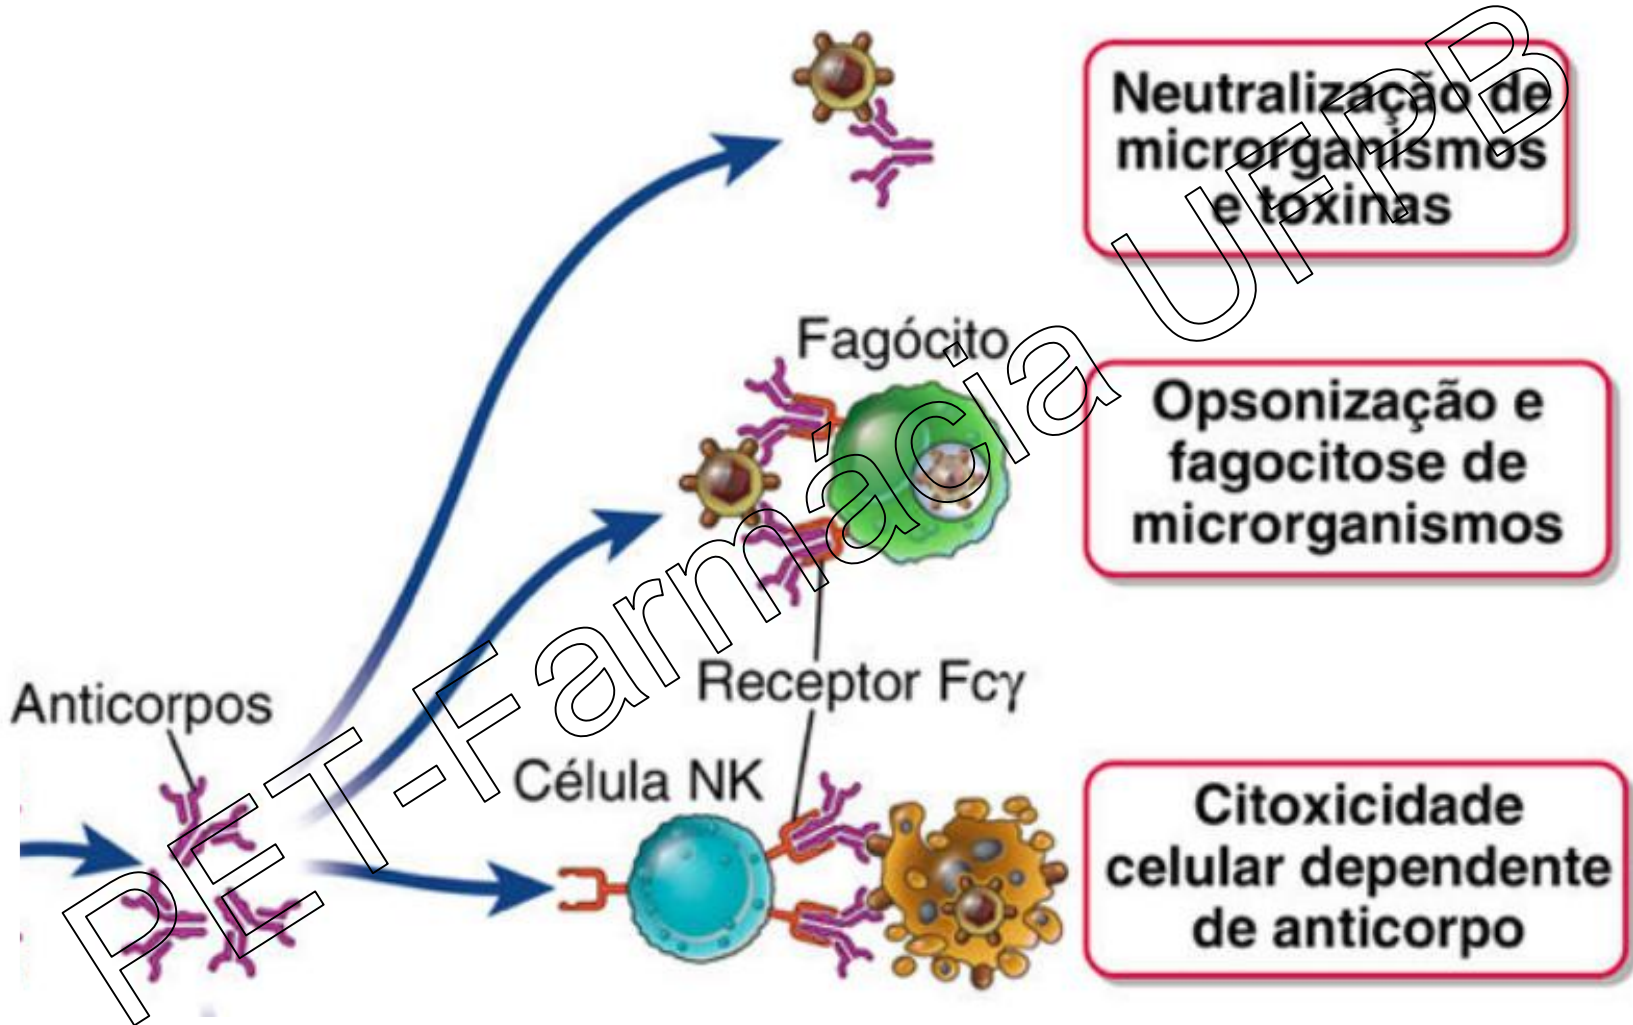 Neutralização de
microrganismos
e toxinas
Fagócito
Opsonização e
fagocitose de
microrganismos
Receptor Fcγ
Anticorpos
Célula NK
Citoxicidade
celular dependente
de anticorpo
PET-Farmácia UFPB